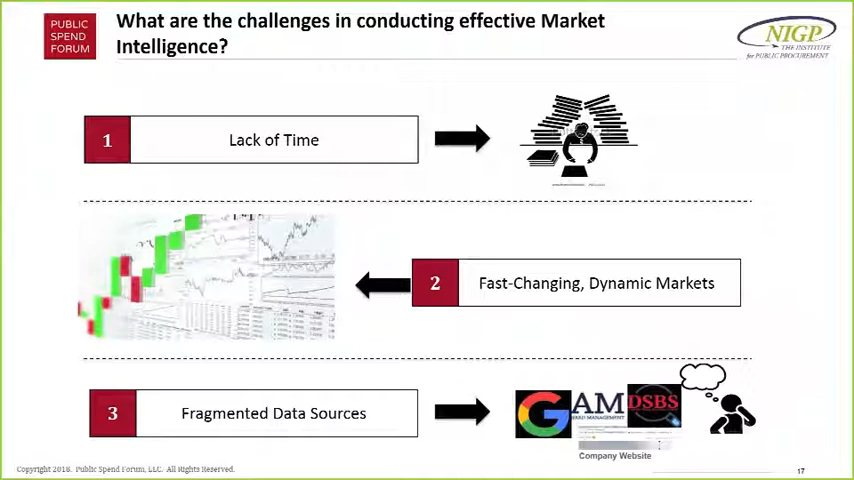 PUBLIC
SPEND
FORUM
What are the challenges in conducting effective Market
Intelligence?
NIGP
THE INSTITUTE
for PUBLIC PROCUREMENT
1
Lack of Time
2
Fast-Changing, Dynamic Markets
3
Fragmented Data Sources
G
AM
DSBS
MANAGEMENT
Company Website
Copyright 2018. Public Spend Forum, LLC. All Rights Reserved.
17